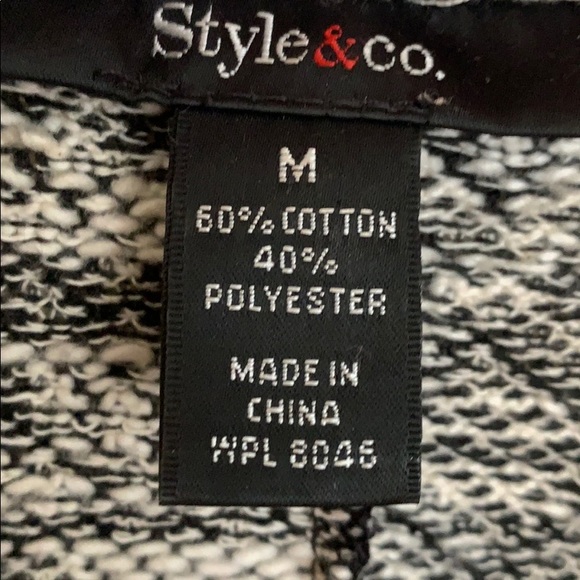 Style&co.
M
60% COTTON
40%
POLYESTER
MADE IN
CHINA
WPL 8046